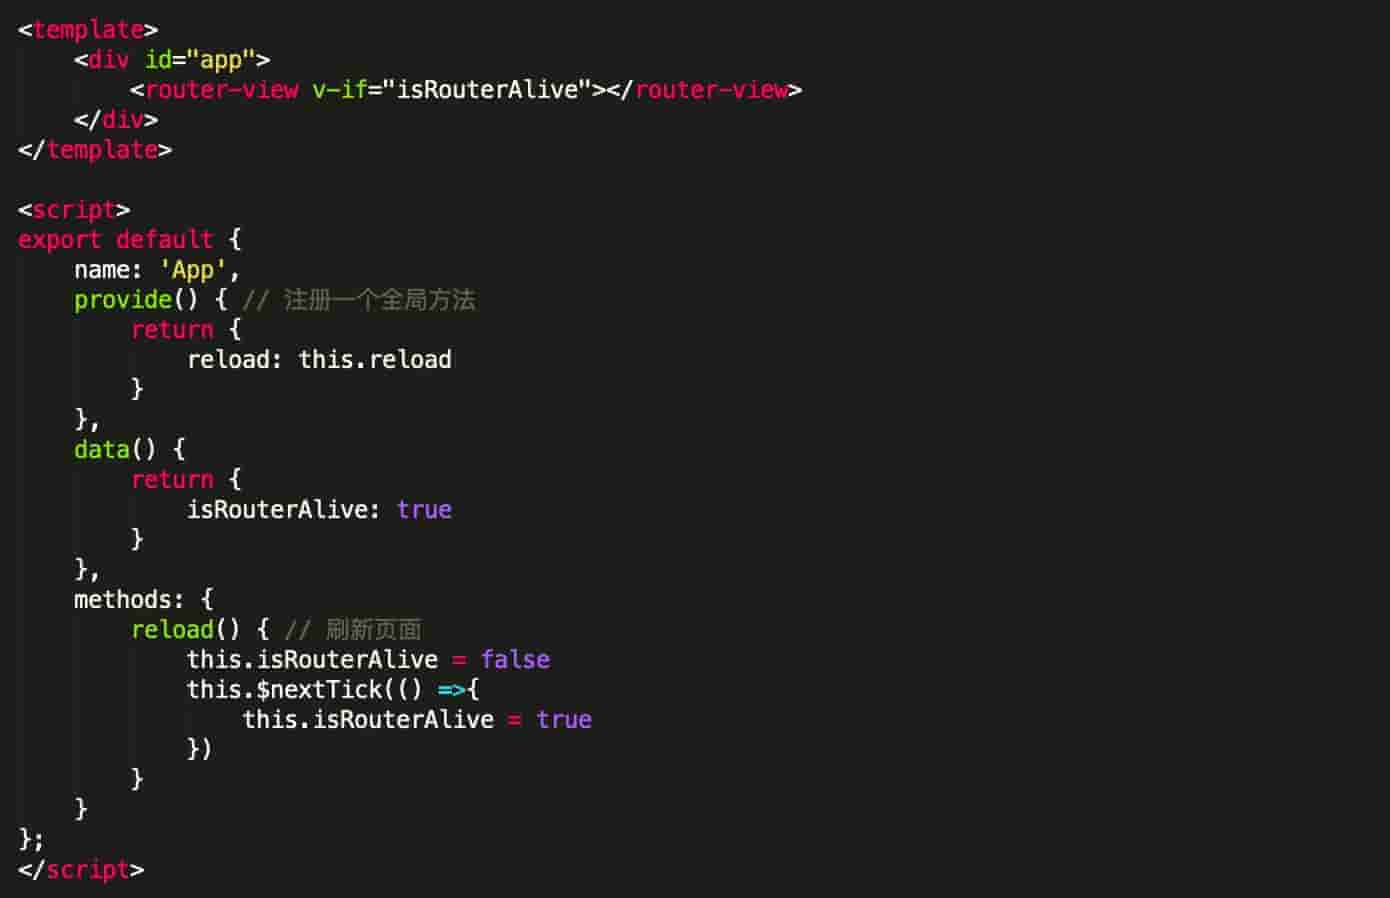 <template>
    <div id="app">
        <router-view v-if="isRouterAlive"></router-view>
    </div>
</template>

<script>
export default {
    name: 'App',
    provide() { // 注册一个全局方法
        return {
            reload: this.reload
        }
    },
    data() {
        return {
            isRouterAlive: true
        }
    },
    methods: {
        reload() { // 刷新页面
            this.isRouterAlive = false
            this.$nextTick(() =>{
                this.isRouterAlive = true
            })
        }
    }
};
</script>